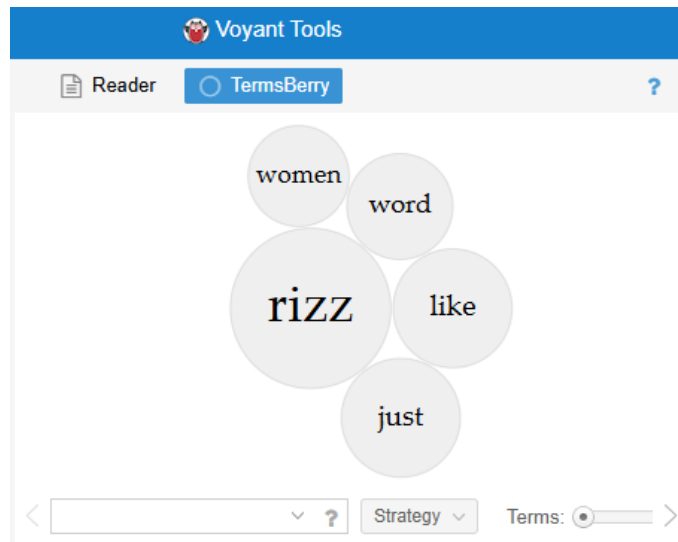 Voyant Tools
Reader TermsBerry ?
women
word
rizz
like
just
? Strategy Terms: